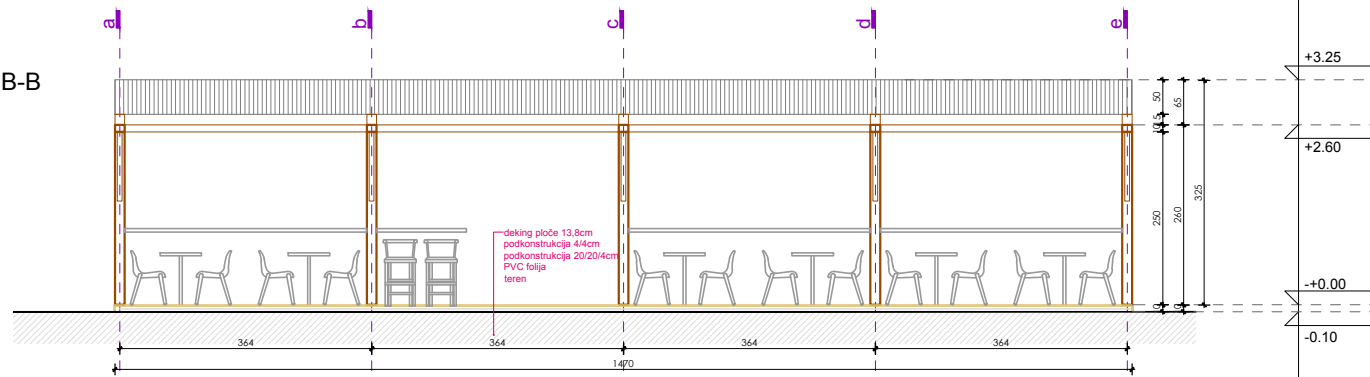 a b c d e
B-B
+3.25
50
65
15
10
+2.60
325
250
260
deking ploče 13,8cm
podkonstrukcija 4/4cm
podkonstrukcija 20/20/4cm
PVC folija
teren
-+0.00
-0.10
364 364 364 364
1470